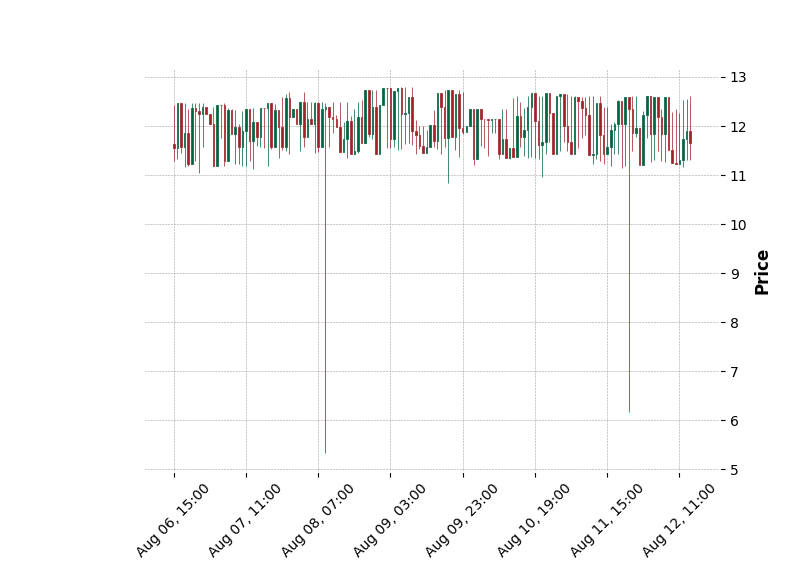 13
12
11
10
9
8
7
6
5
Price
Aug 06, 15:00
Aug 07, 11:00
Aug 08, 07:00
Aug 09, 03:00
Aug 09, 23:00
Aug 10, 19:00
Aug 11, 15:00
Aug 12, 11:00